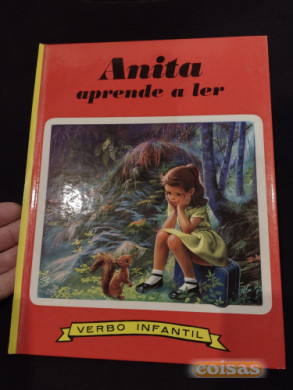 Anita
aprende a ler
VERBO INFANTIL
coisas